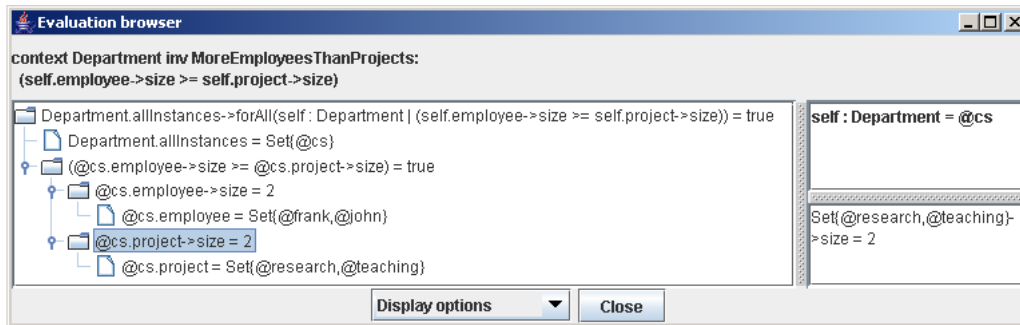 Evaluation browser
context Department inv MoreEmployeesThanProjects:
(self.employee->size >= self.project->size)
Department.allInstances->forAll(self : Department | (self.employee->size >= self.project->size)) = true
Department.allInstances = Set{@cs}
(@cs.employee->size >= @cs.project->size) = true
@cs.employee->size = 2
@cs.employee = Set{@frank,@john}
@cs.project->size = 2
@cs.project = Set{@research,@teaching}
self : Department = @cs
Set{@research,@teaching}-
>size = 2
Display options
Close